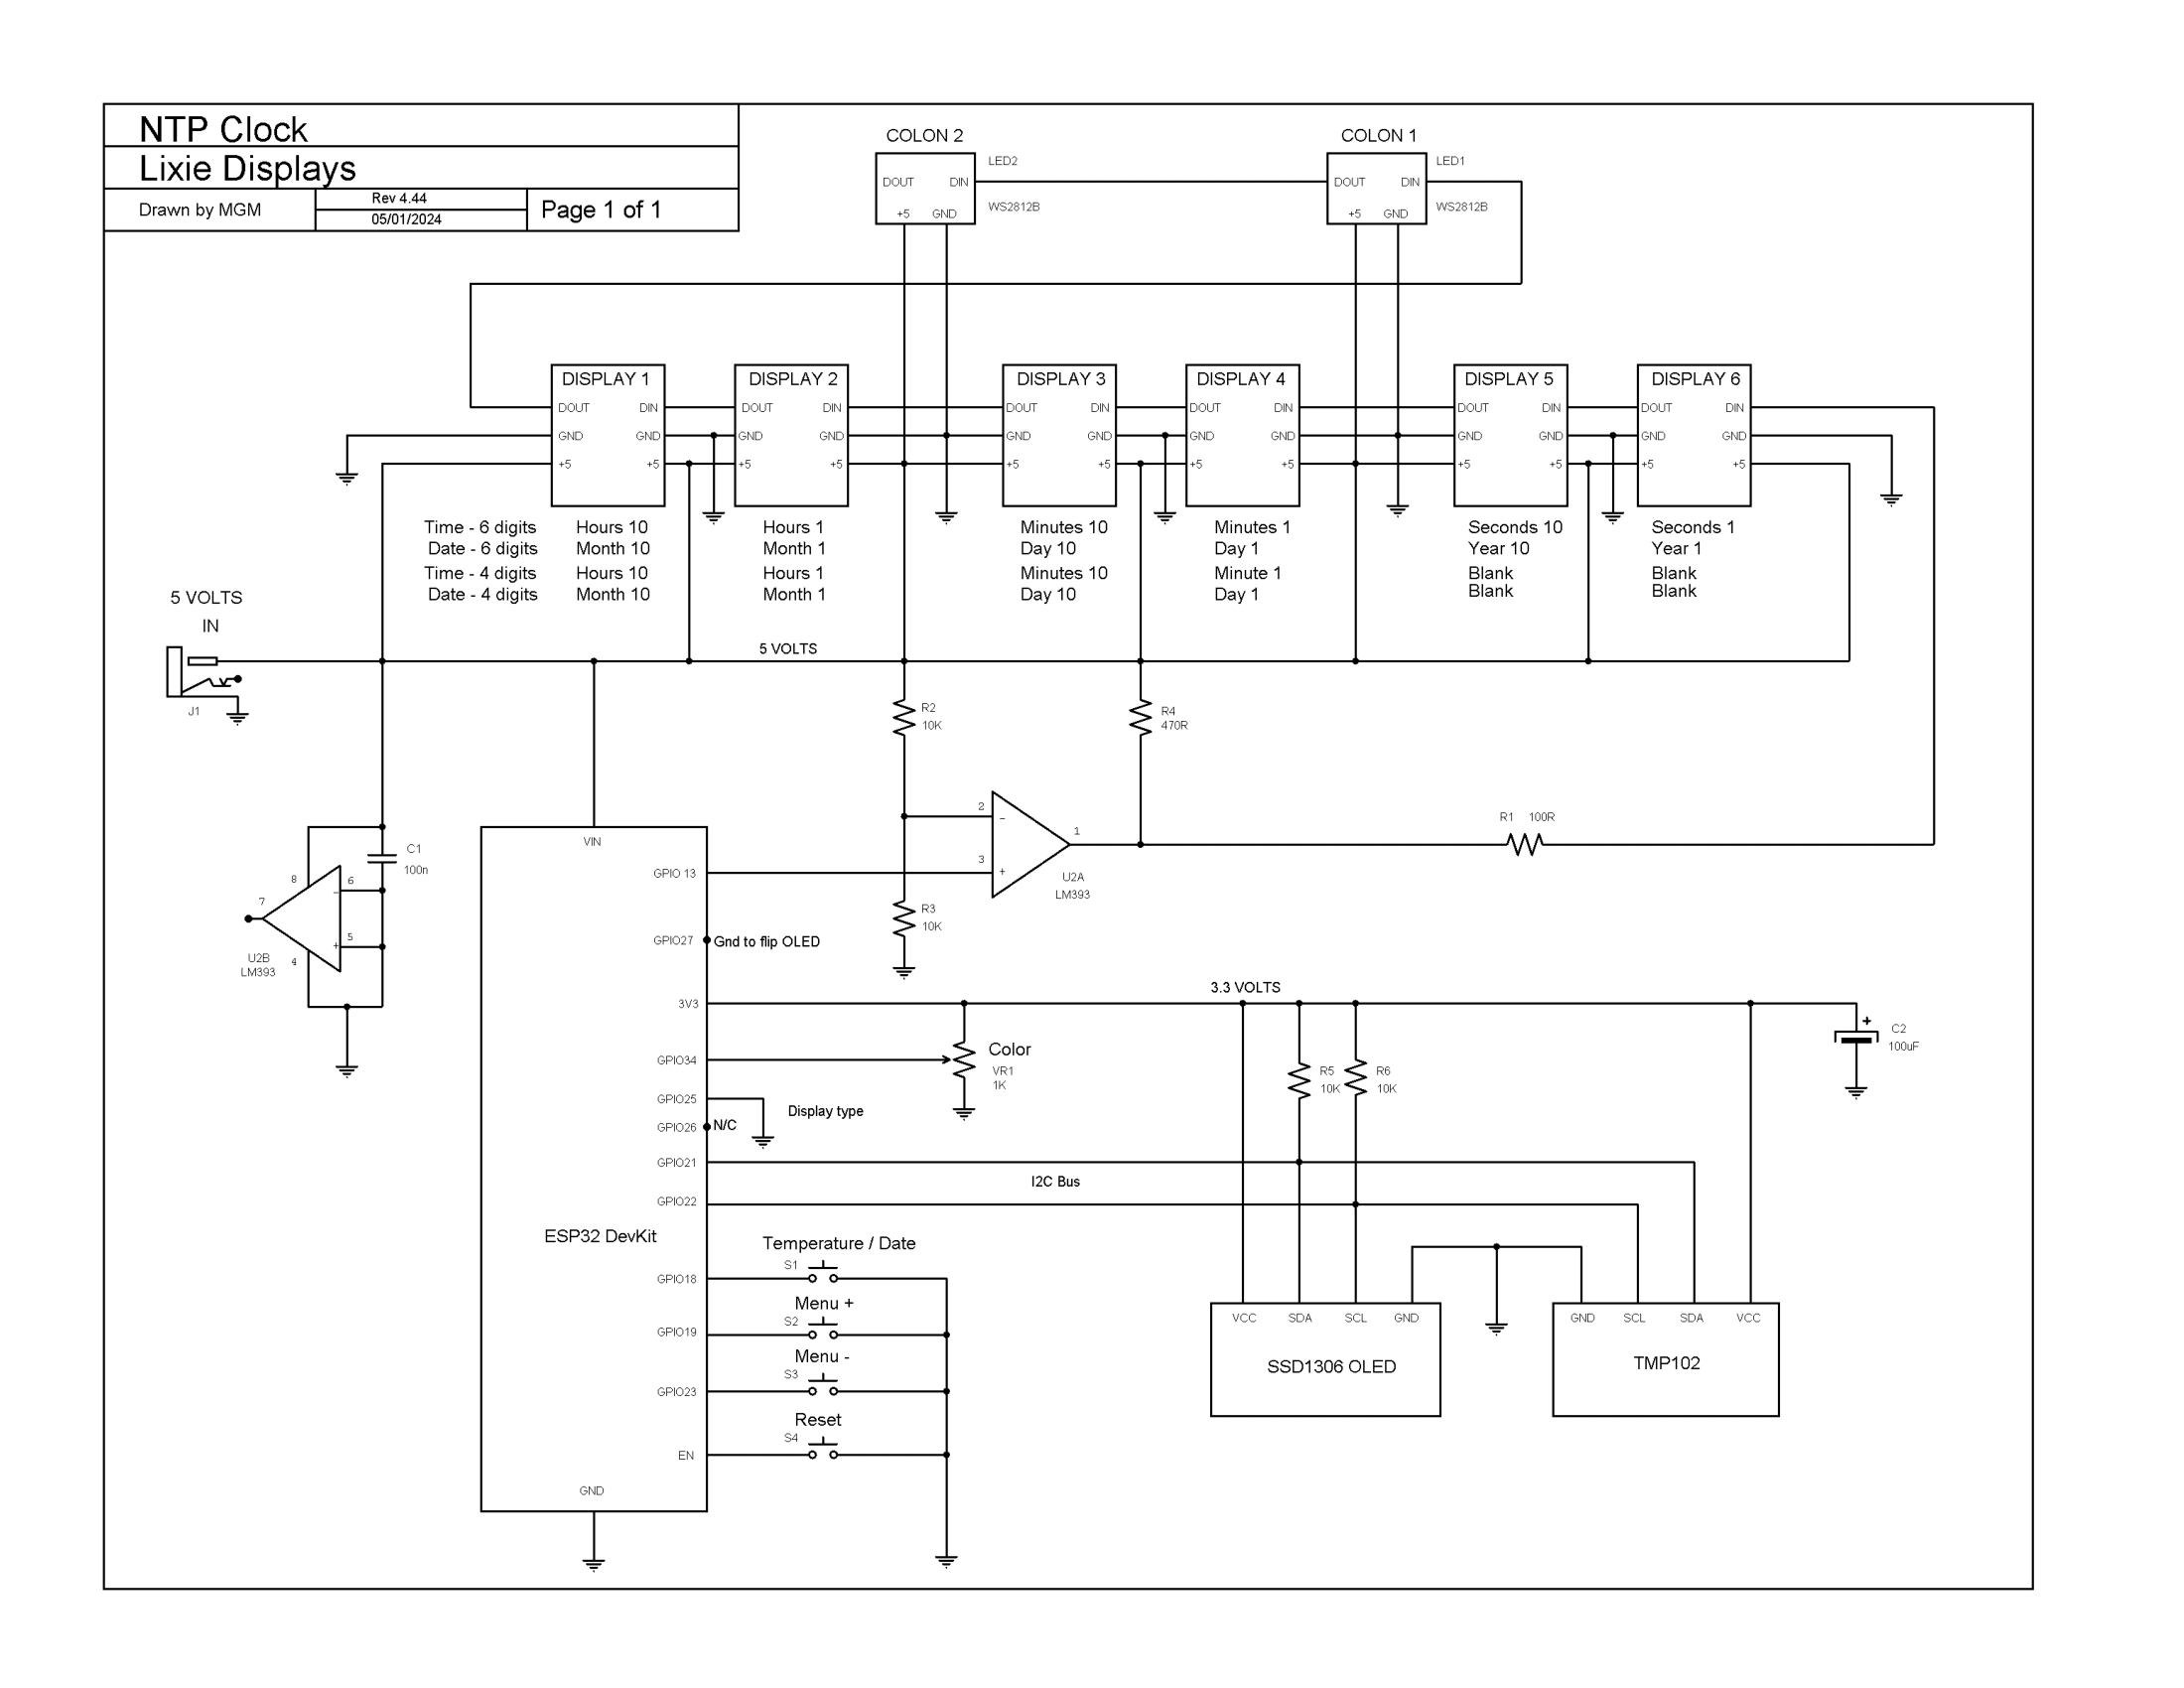 NTP Clock
Lixie Displays
Drawn by MGM
Rev 4.44
05/01/2024
Page 1 of 1
COLON 2
LED2
DOUT DIN
+5 GND
WS2812B
COLON 1
LED1
DOUT DIN
+5 GND
WS2812B
DISPLAY 1
DOUT DIN
GND GND
+5 +5
DISPLAY 2
DOUT DIN
GND GND
+5 +5
DISPLAY 3
DOUT DIN
GND GND
+5 +5
DISPLAY 4
DOUT DIN
GND GND
+5 +5
DISPLAY 5
DOUT DIN
GND GND
+5 +5
DISPLAY 6
DOUT DIN
GND GND
+5 +5
Time - 6 digits Hours 10 Hours 1 Minutes 10 Minutes 1 Seconds 10 Seconds 1
Date - 6 digits Month 10 Month 1 Day 10 Day 1 Year 10 Year 1
Time - 4 digits Hours 10 Hours 1 Minutes 10 Minute 1 Blank Blank
Date - 4 digits Month 10 Month 1 Day 10 Day 1 Blank Blank
5 VOLTS
IN
J1
5 VOLTS
R2
10K
R4
470R
2
-
3
+
1
U2A
LM393
R1 100R
R3
10K
C1
100n
8
6
-
7
5
+
4
U2B
LM393
VIN
GPIO 13
GPIO27
Gnd to flip OLED
3V3
3.3 VOLTS
GPIO34
Color
VR1
1K
GPIO25
Display type
GPIO26
N/C
GPIO21
I2C Bus
GPIO22
ESP32 DevKit
R5
10K
R6
10K
+
C2
100uF
Temperature / Date
S1
GPIO18
Menu +
S2
GPIO19
Menu -
S3
GPIO23
Reset
S4
EN
GND
VCC SDA SCL GND
SSD1306 OLED
GND SCL SDA VCC
TMP102